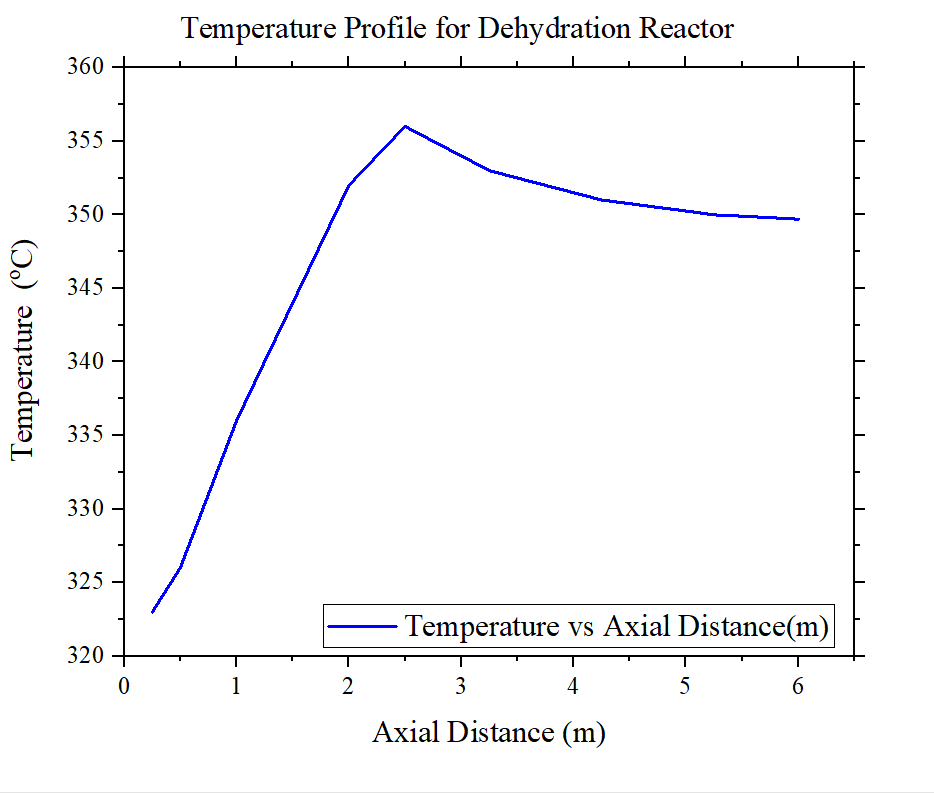 Temperature Profile for Dehydration Reactor
360
355
350
345
340
335
330
325
320
Temperature (°C)
Temperature vs Axial Distance(m)
0 1 2 3 4 5 6
Axial Distance (m)